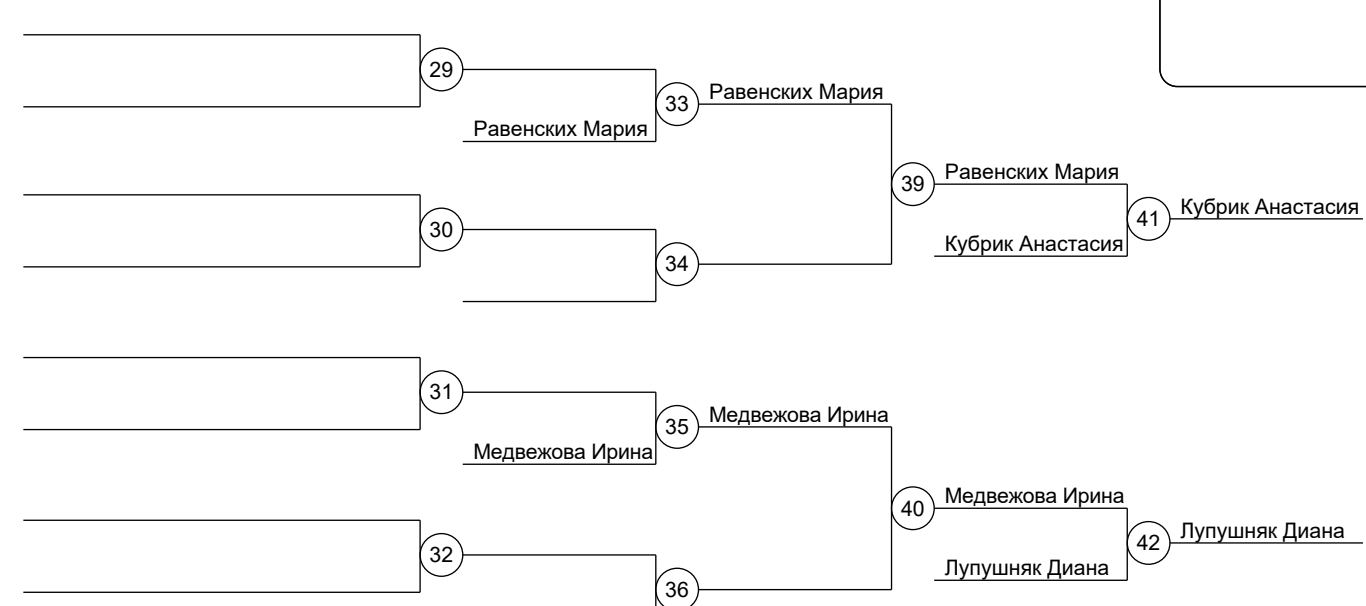 29
33
Равенских Мария
Равенских Мария
39
Равенских Мария
41
Кубрик Анастасия
Кубрик Анастасия
30
34
31
35
Медвежова Ирина
Медвежова Ирина
40
Медвежова Ирина
42
Лупушняк Диана
Лупушняк Диана
32
36